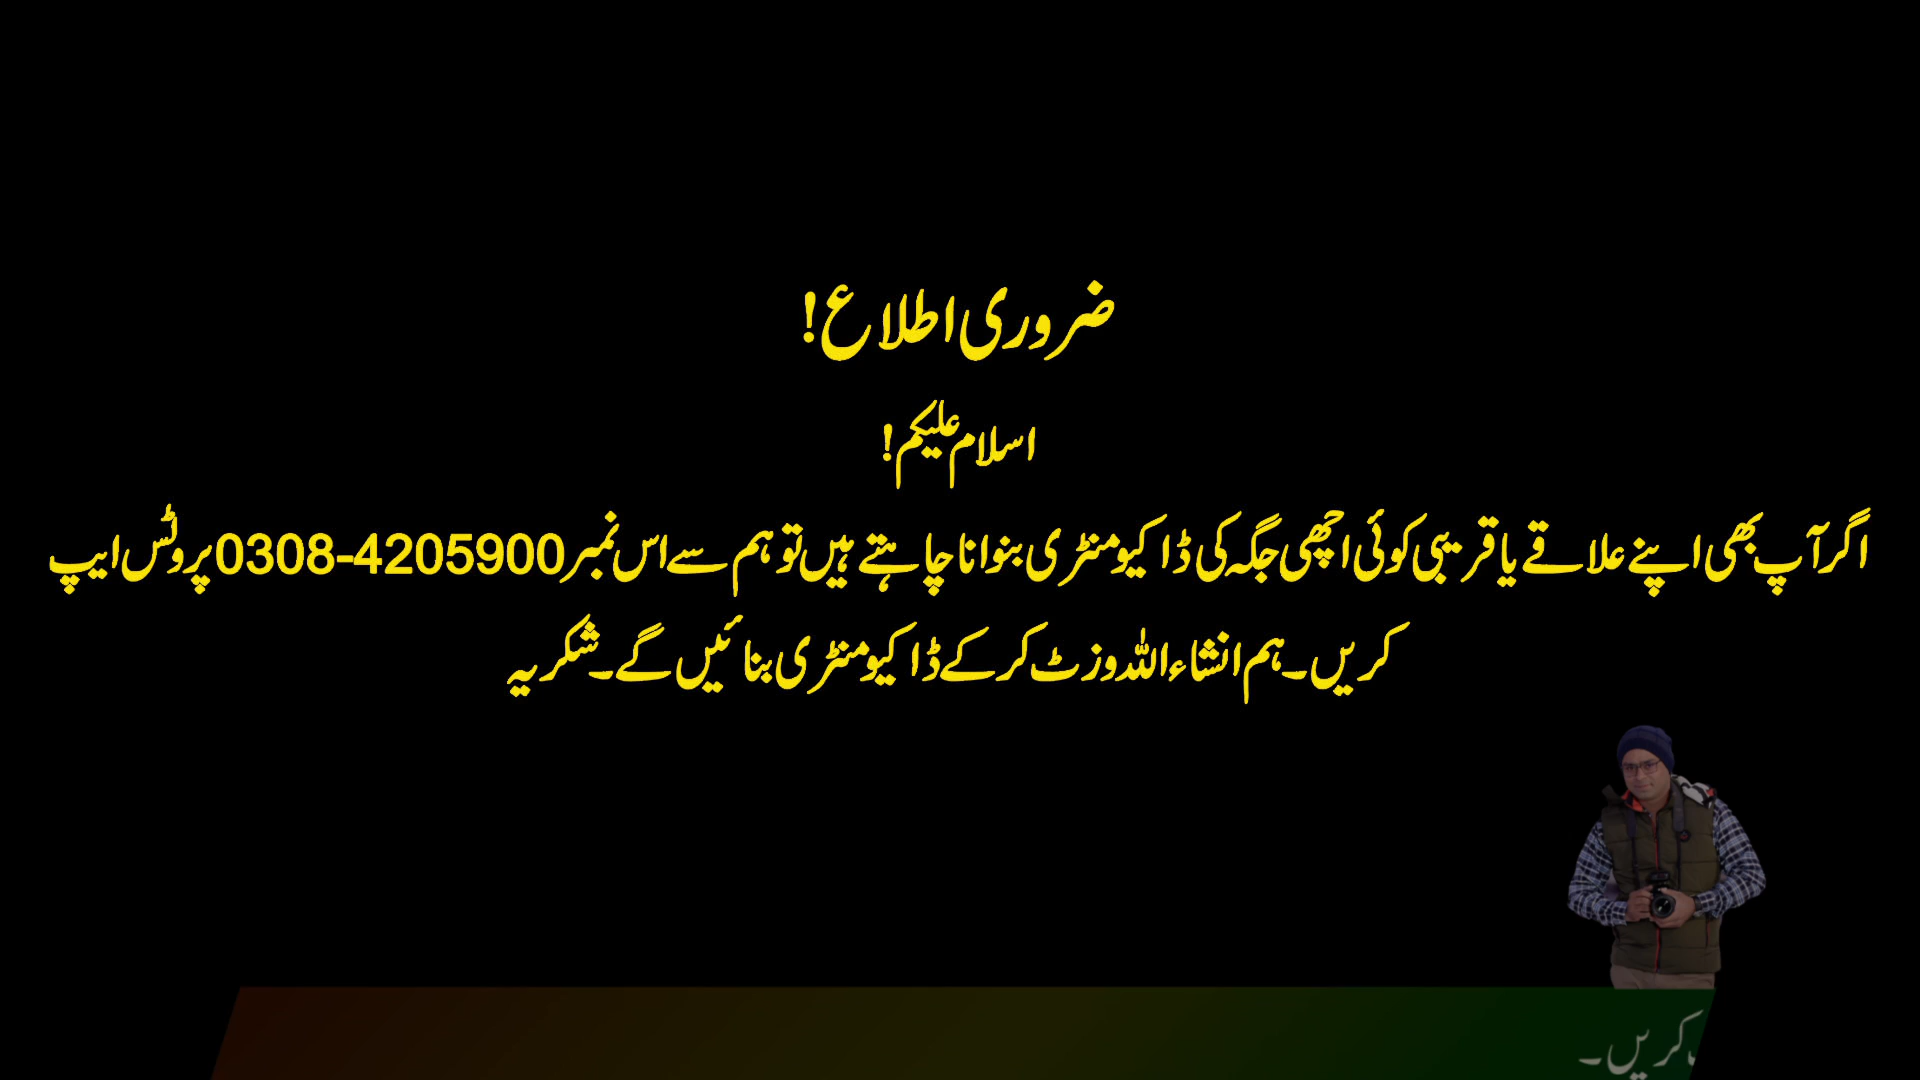 ضروری اطلاع!
اسلام علیکم!
اگر آپ بھی اپنے علاقے یا قریبی کوئی اچھی جگہ کی ڈاکیومنٹری بنوانا چاہتے ہیں تو ہم سے اس نمبر 0308-4205900 پر وٹس ایپ
کریں۔ ہم انشاء اللہ وزٹ کر کے ڈاکیومنٹری بنائیں گے۔ شکریہ
کریں۔